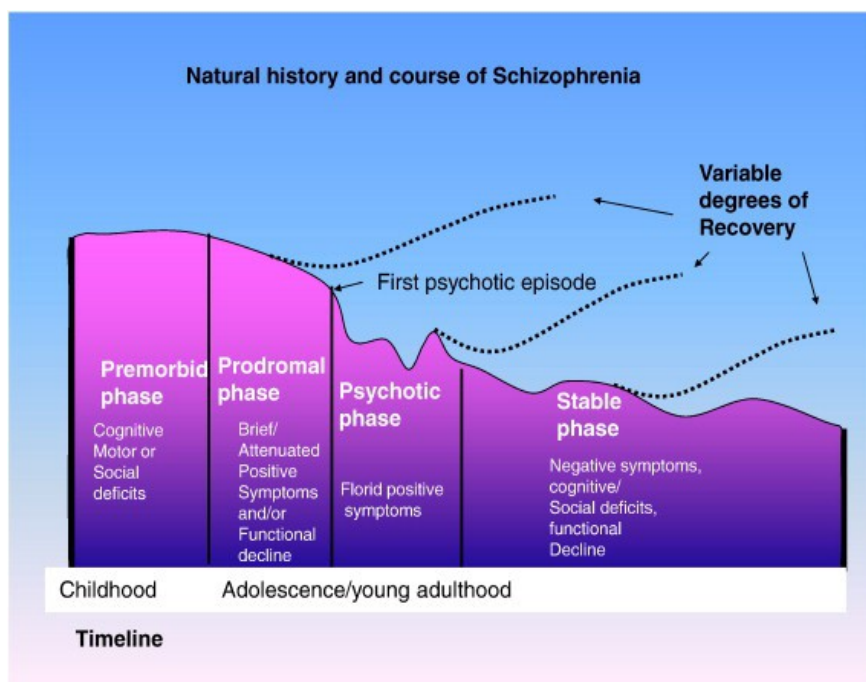 Natural history and course of Schizophrenia
Variable
degrees of
Recovery
First psychotic episode
Premorbid
phase
Cognitive
Motor or
Social
deficits
Prodromal
phase
Brief/
Attenuated
Positive
Symptoms
and/or
Functional
decline
Psychotic
phase
Florid positive
symptoms
Stable
phase
Negative symptoms,
cognitive/
Social deficits,
functional
Decline
Childhood
Adolescence/young adulthood
Timeline